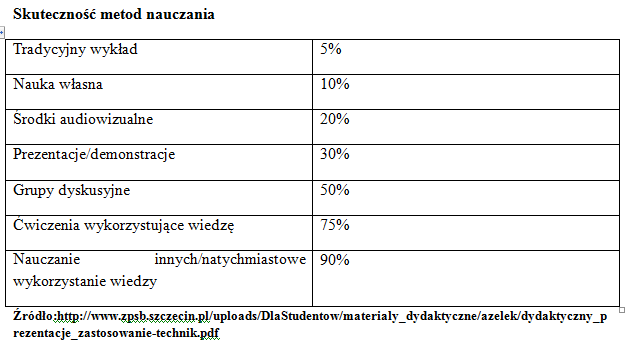 Skuteczność metod nauczania
Tradycyjny wykład 5%
Nauka własna 10%
Środki audiowizualne 20%
Prezentacje/demonstracje 30%
Grupy dyskusyjne 50%
Ćwiczenia wykorzystujące wiedzę 75%
Nauczanie innych/natychmiastowe 90%
wykorzystanie wiedzy
Źródło:http://www.zpsb.szczecin.pl/uploads/DlaStudentow/materialy_dydaktyczne/azelek/dydaktyczny_p
rezentacje_zastosowanie-technik.pdf